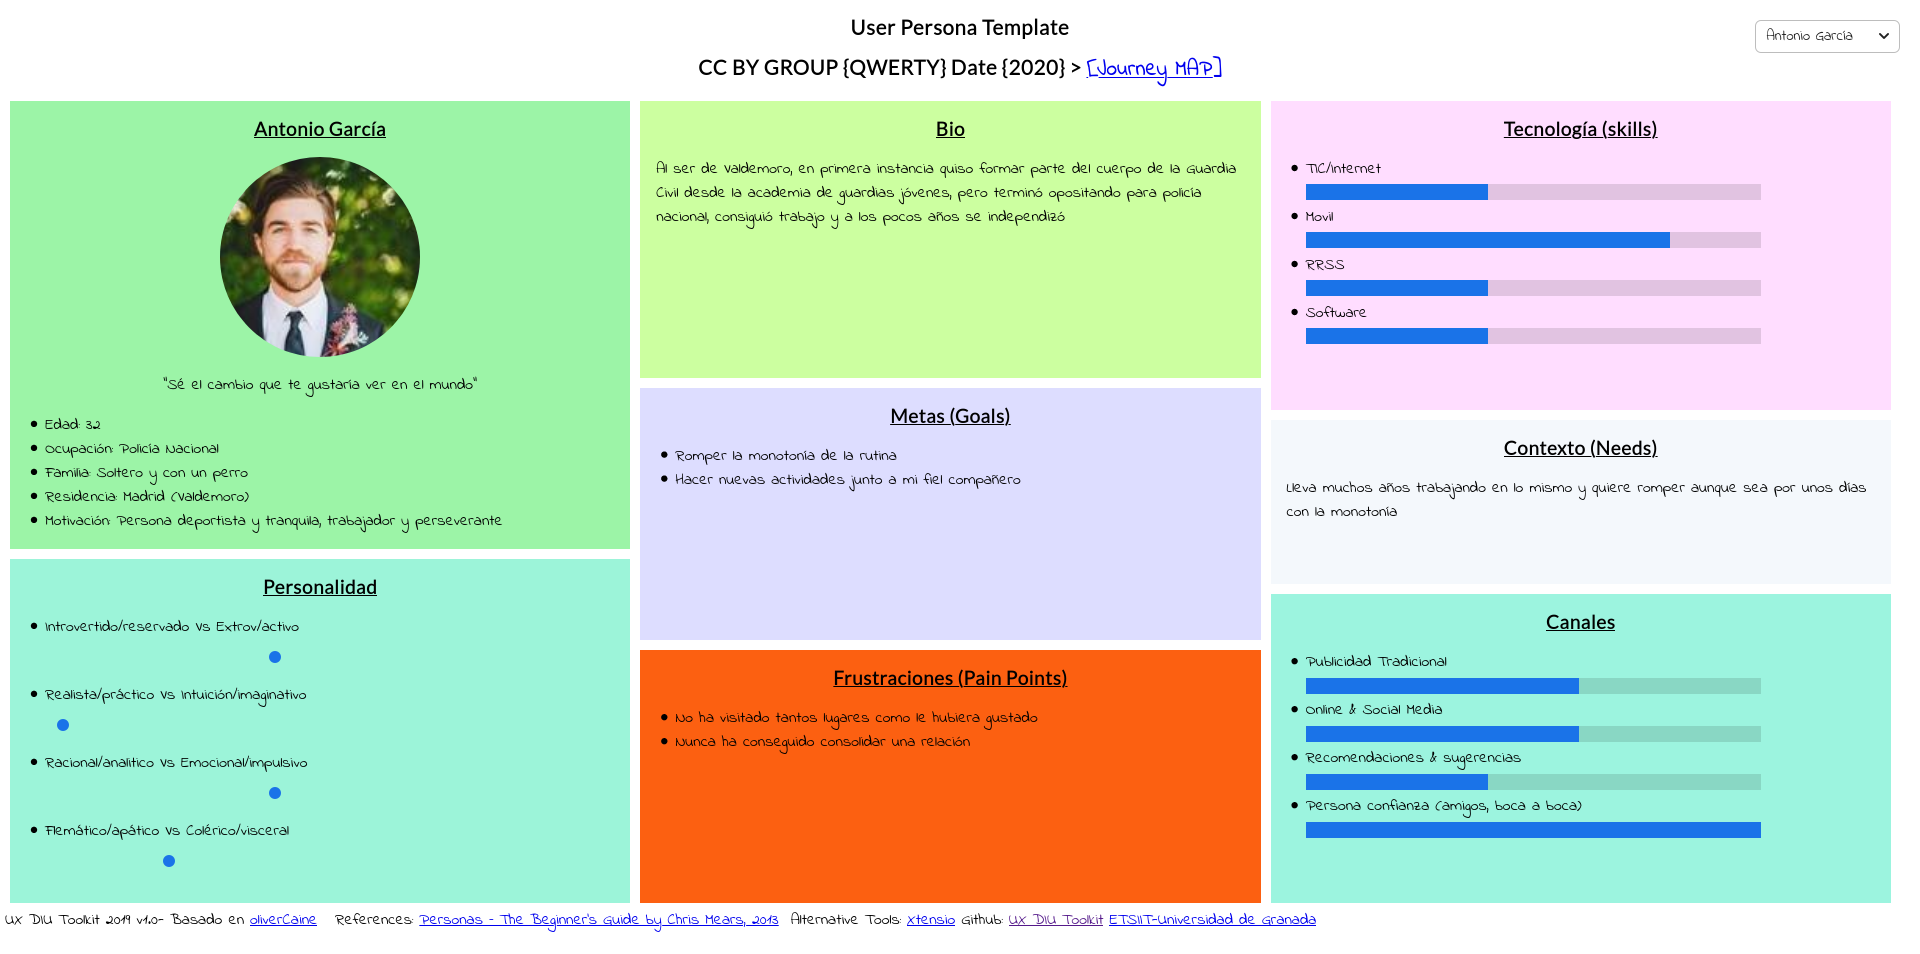 User Persona Template
Antonio García
CC BY GROUP {QWERTY} Date {2020} > [Journey MAP]
Antonio García
"Sé el cambio que te gustaría ver en el mundo"
Edad: 32
Ocupación: Policía Nacional
Familia: Soltero y con un perro
Residencia: Madrid (Valdemoro)
Motivación: Persona deportista y tranquila, trabajador y perseverante
Personalidad
Introvertido/reservado Vs Extrov/activo
Realista/práctico Vs Intuición/imaginativo
Racional/analitico Vs Emocional/impulsivo
Flemático/apático Vs Colérico/visceral
Bio
Al ser de Valdemoro, en primera instancia quiso formar parte del cuerpo de la Guardia
Civil desde la academia de guardias jóvenes, pero terminó opositando para policía
nacional, consiguió trabajo y a los pocos años se independizó
Metas (Goals)
Romper la monotonía de la rutina
Hacer nuevas actividades junto a mi fiel compañero
Frustraciones (Pain Points)
No ha visitado tantos lugares como le hubiera gustado
Nunca ha conseguido consolidar una relación
Tecnología (skills)
TIC/internet
Movil
RRSS
Software
Contexto (Needs)
Lleva muchos años trabajando en lo mismo y quiere romper aunque sea por unos días
con la monotonía
Canales
Publicidad Tradicional
Online & Social Media
Recomendaciones & sugerencias
Persona confianza (amigos, boca a boca)
UX DIU Toolkit 2019 v1.0- Basado en oliverCaine References: Personas - The Beginner's Guide by Chris Mears, 2013 Alternative Tools: Xtensio Github: UX DIU Toolkit ETSIIT-Universidad de Granada